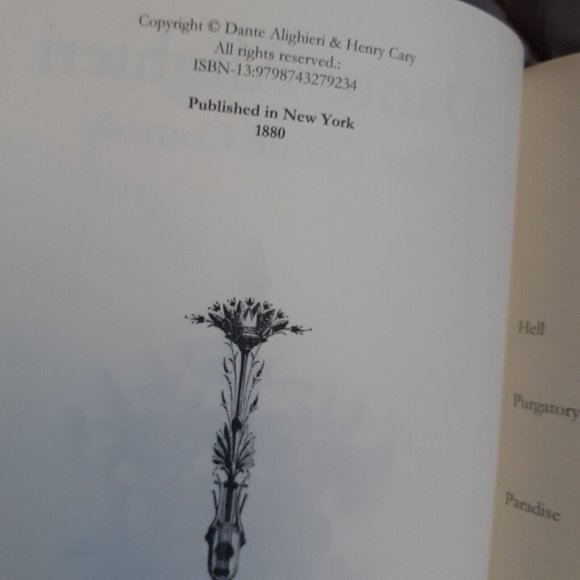 Copyright © Dante Alighieri & Henry Cary
All rights reserved.:
ISBN-13:9798743279234
Published in New York
1880
Hell
Purgatory
Paradise